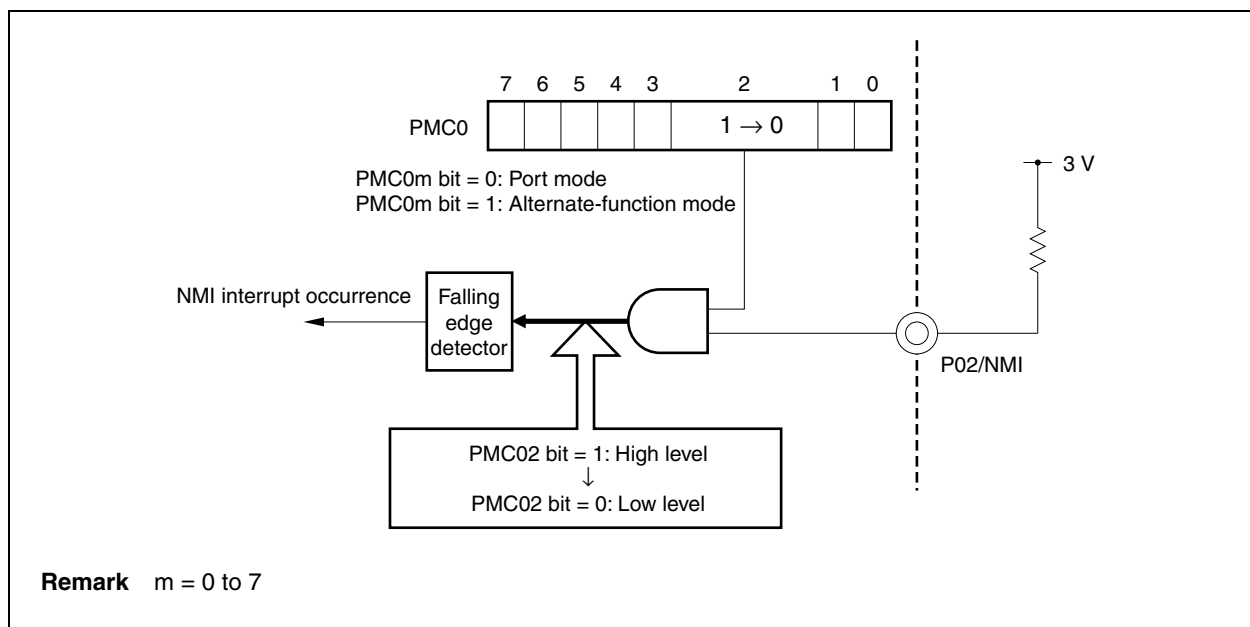 7 6 5 4 3 2 1 0
PMC0 1 → 0
3 V
PMC0m bit = 0: Port mode
PMC0m bit = 1: Alternate-function mode
NMI interrupt occurrence
Falling
edge
detector
P02/NMI
PMC02 bit = 1: High level
↓
PMC02 bit = 0: Low level
Remark m = 0 to 7